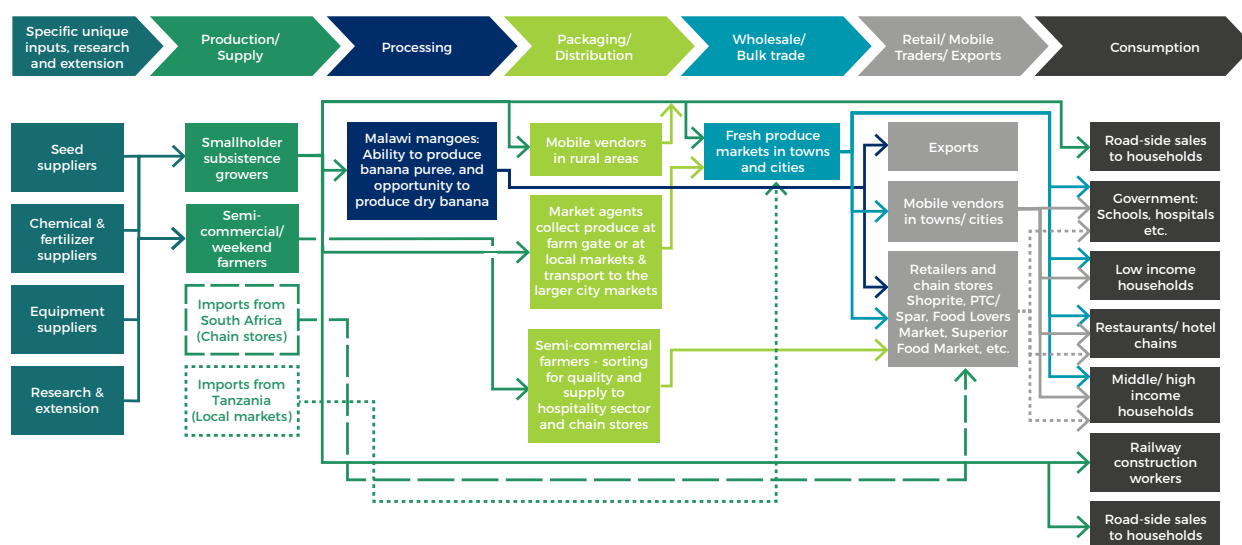 Specific unique
inputs, research
and extension
Production/
Supply
Processing
Packaging/
Distribution
Wholesale/
Bulk trade
Retail/ Mobile
Traders/ Exports
Consumption
Seed
suppliers
Chemical &
fertilizer
suppliers
Equipment
suppliers
Research &
extension
Smallholder
subsistence
growers
Semi-
commercial/
weekend
farmers
Imports from
South Africa
(Chain stores)
Imports from
Tanzania
(Local markets)
Malawi mangoes:
Ability to produce
banana puree, and
opportunity to
produce dry banana
Mobile vendors
in rural areas
Market agents
collect produce at
farm gate or at
local markets &
transport to the
larger city markets
Semi-commercial
farmers - sorting
for quality and
supply to
hospitality sector
and chain stores
Fresh produce
markets in towns
and cities
Exports
Mobile vendors
in towns/ cities
Retailers and
chain stores
Shoprite, PTC/
Spar, Food Lovers
Market, Superior
Food Market, etc.
Road-side sales
to households
Government:
Schools, hospitals
etc.
Low income
households
Restaurants/ hotel
chains
Middle/ high
income
households
Railway
construction
workers
Road-side sales
to households